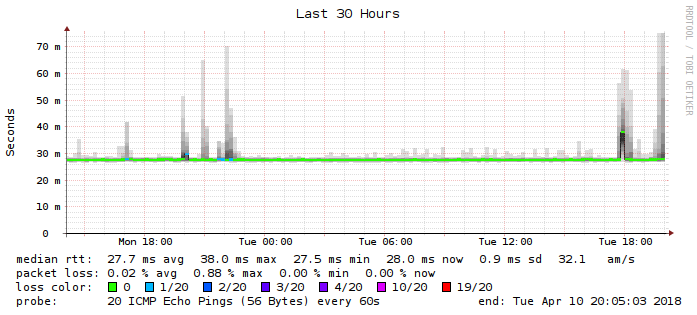 Last 30 Hours
RRDTOOL / TOBI OETIKER
Seconds
70 m
60 m
50 m
40 m
30 m
20 m
10 m
0
Mon 18:00 Tue 00:00 Tue 06:00 Tue 12:00 Tue 18:00
median rtt: 27.7 ms avg 38.0 ms max 27.5 ms min 28.0 ms now 0.9 ms sd 32.1 am/s
packet loss: 0.02 % avg 0.88 % max 0.00 % min 0.00 % now
loss color: 0 1/20 2/20 3/20 4/20 10/20 19/20
probe: 20 ICMP Echo Pings (56 Bytes) every 60s end: Tue Apr 10 20:05:03 2018